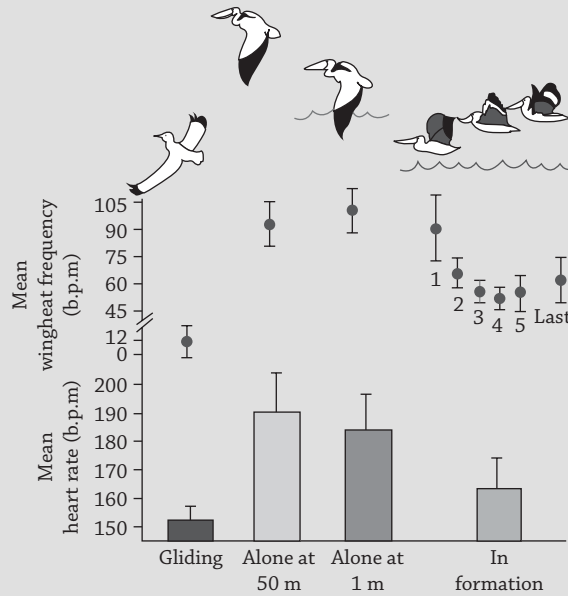 105
90
75
60
45
12
0
Mean
wingheat frequency
(b.p.m)
1
2
3
4
5
Last
200
190
180
170
160
150
Mean
heart rate (b.p.m)
Gliding
Alone at
50 m
Alone at
1 m
In
formation